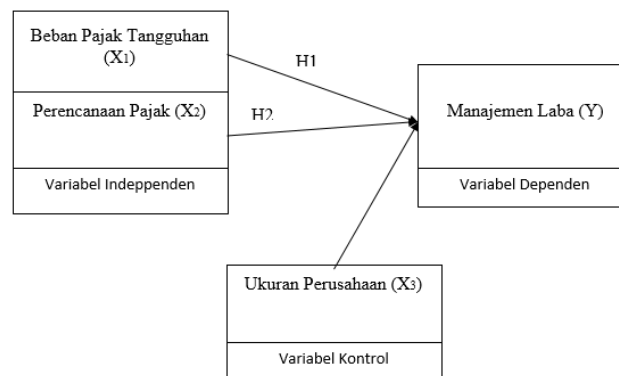 Beban Pajak Tangguhan
(X1)
H1
Perencanaan Pajak (X2)
H2
Manajemen Laba (Y)
Variabel Indeppenden
Variabel Dependen
Ukuran Perusahaan (X3)
Variabel Kontrol